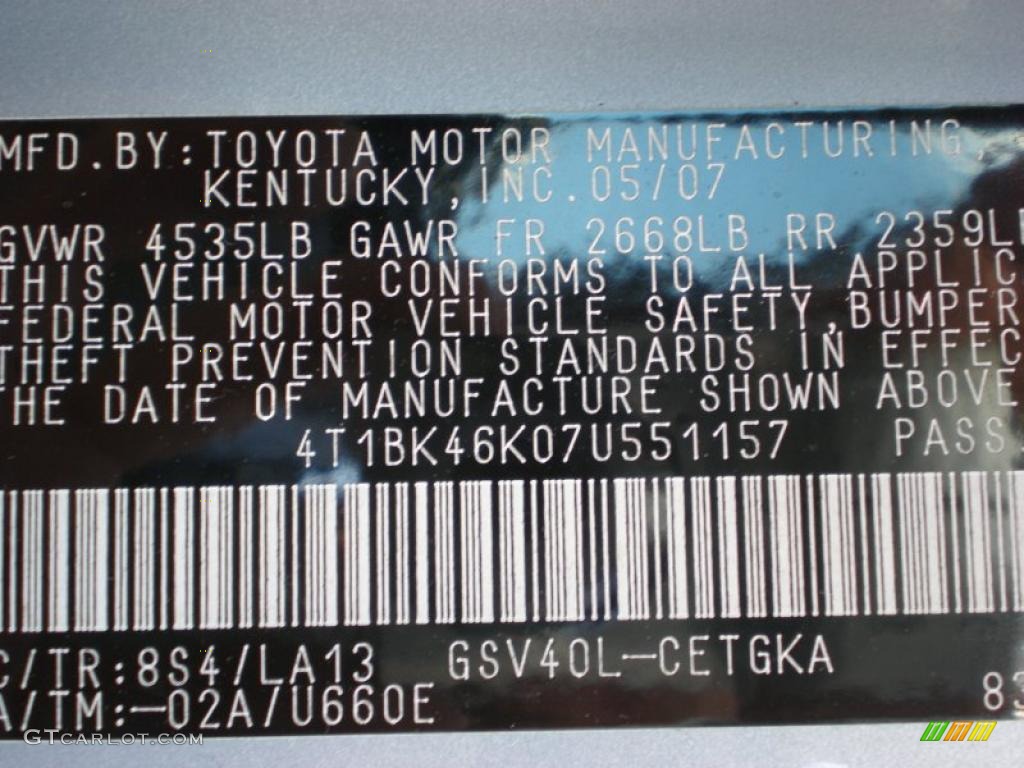 MFD.BY:TOYOTA MOTOR MANUFACTURING,
KENTUCKY,INC.05/07
GVWR 4535LB GAWR FR 2668LB RR 2359LB
THIS VEHICLE CONFORMS TO ALL APPLIC
FEDERAL MOTOR VEHICLE SAFETY,BUMPER
THEFT PREVENTION STANDARDS IN EFFEC
THE DATE OF MANUFACTURE SHOWN ABOVE
4T1BK46K07U551157 PASS
C/TR:8S4/LA13 GSV40L-CETGKA
A/TM:-02A/U660E 83
GTCARLOT.COM